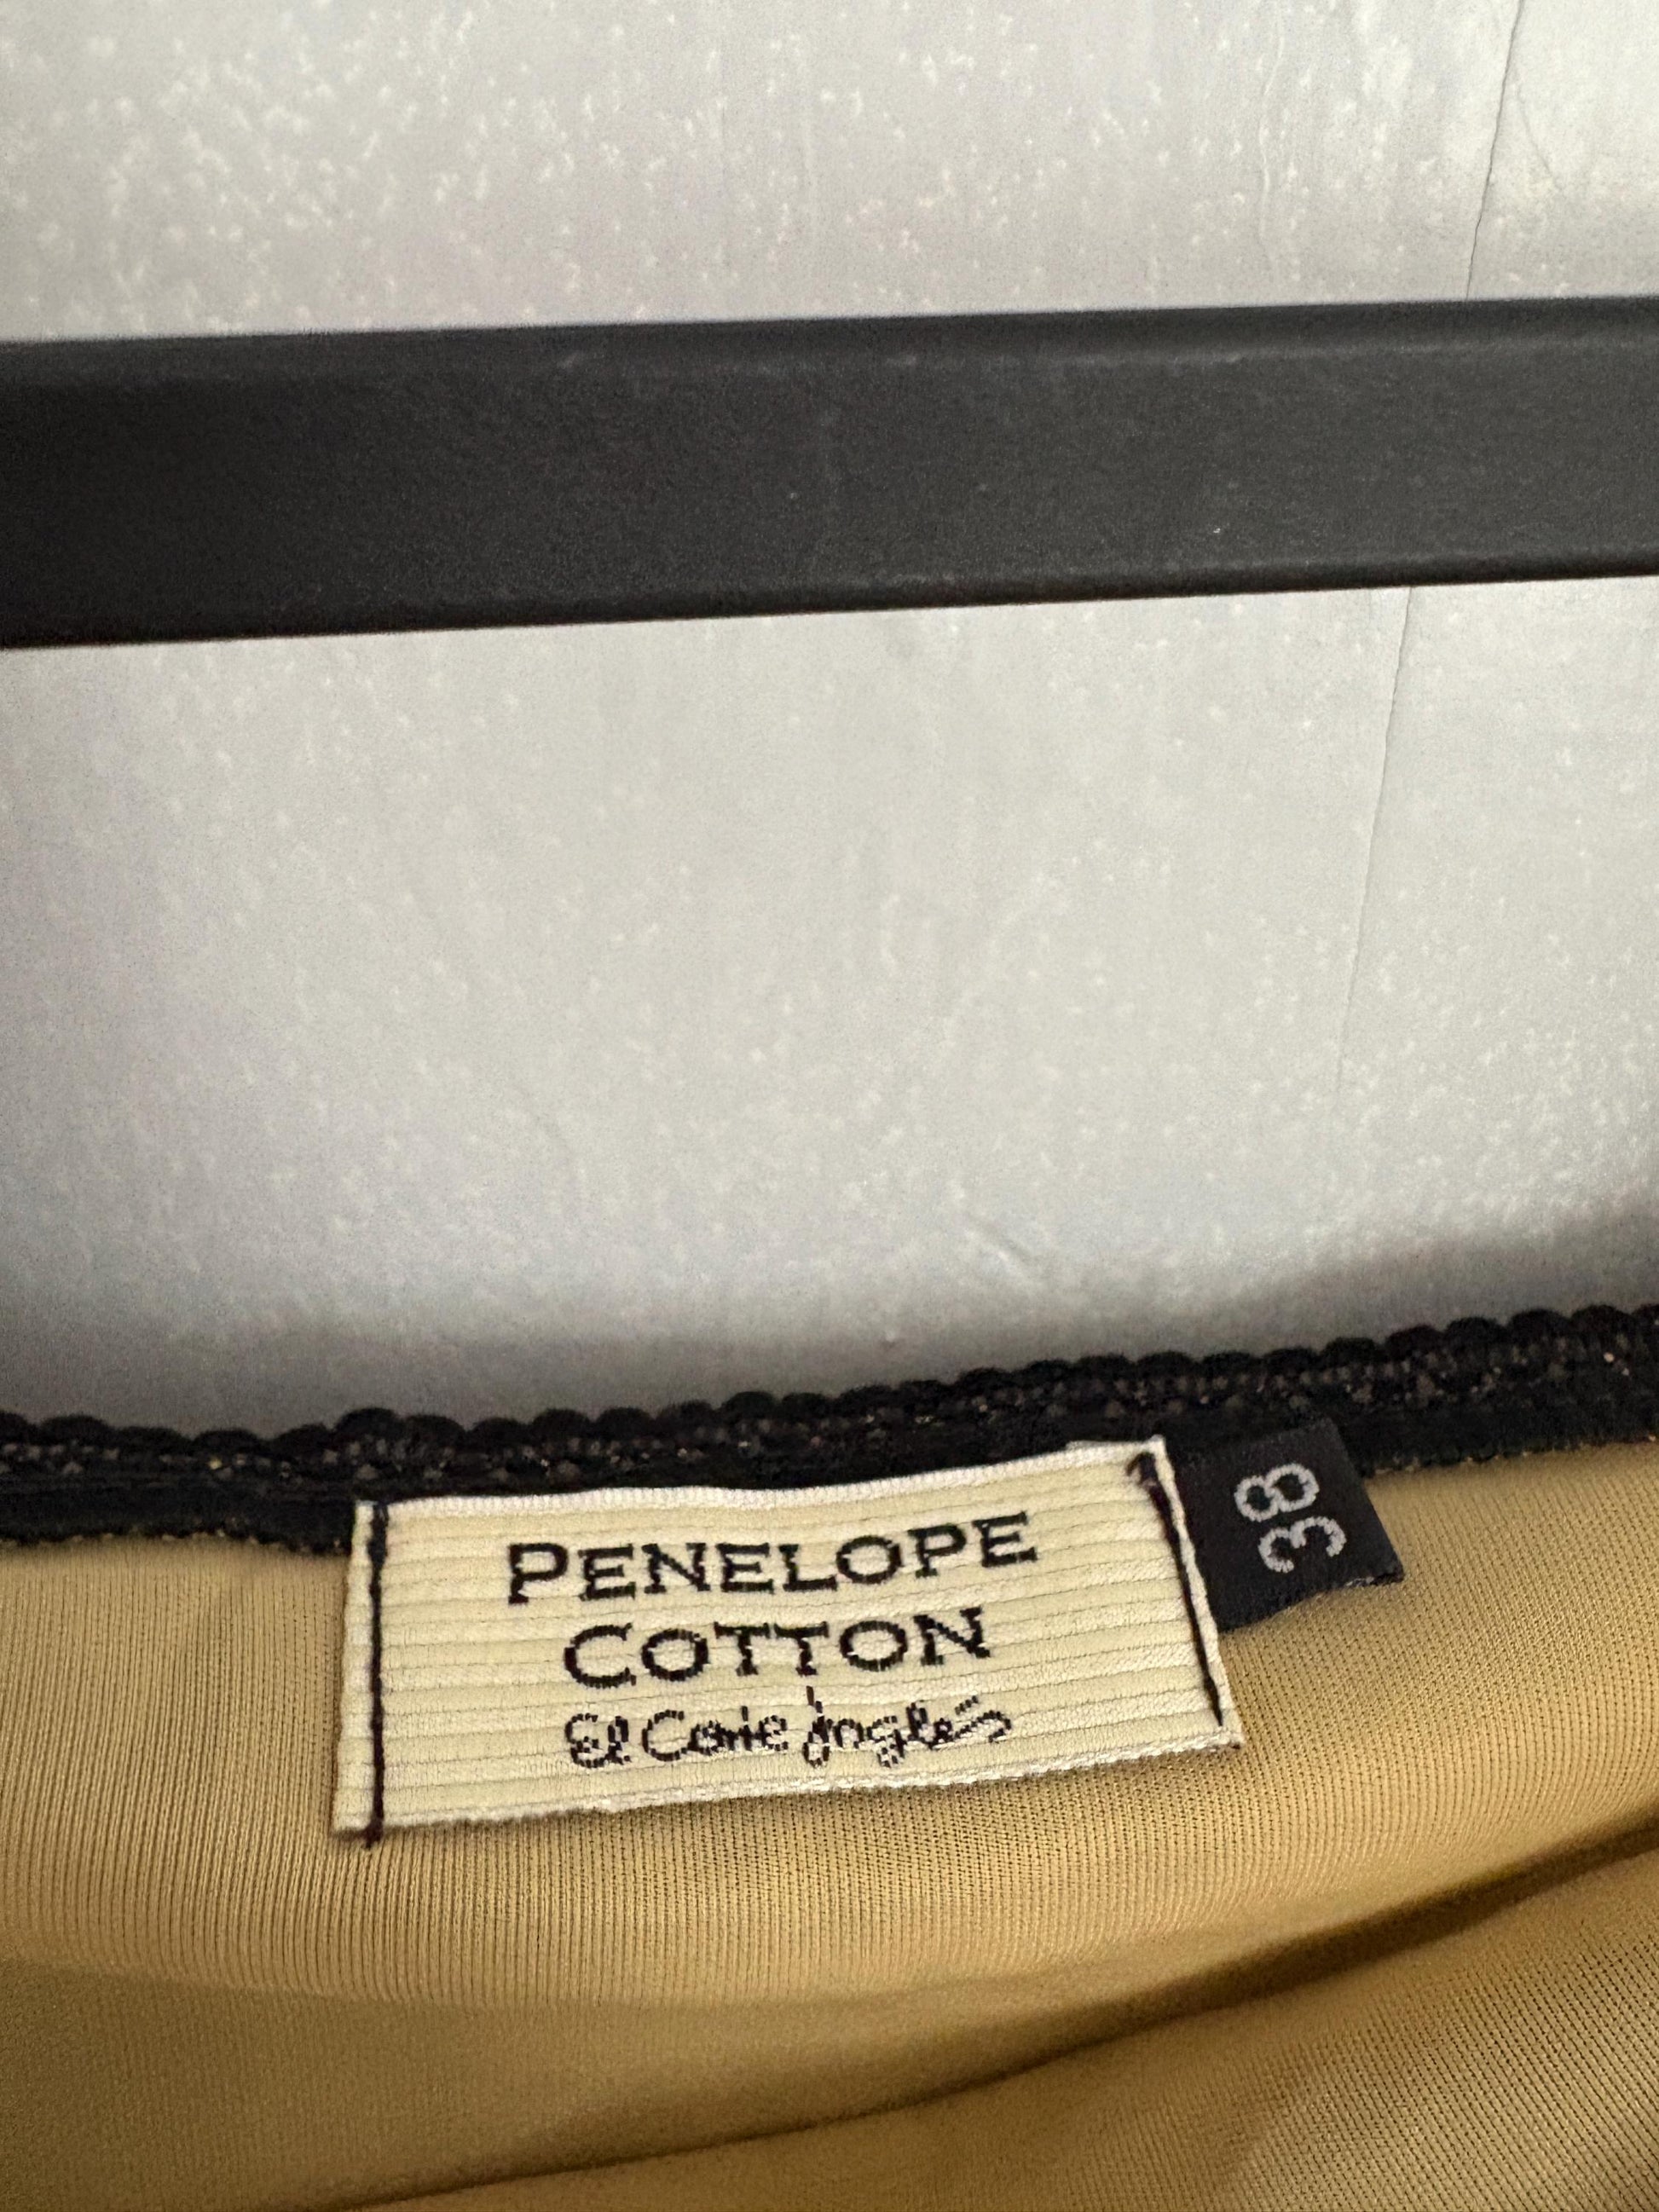 PENELOPE
COTTON
El Corte Inglés
38